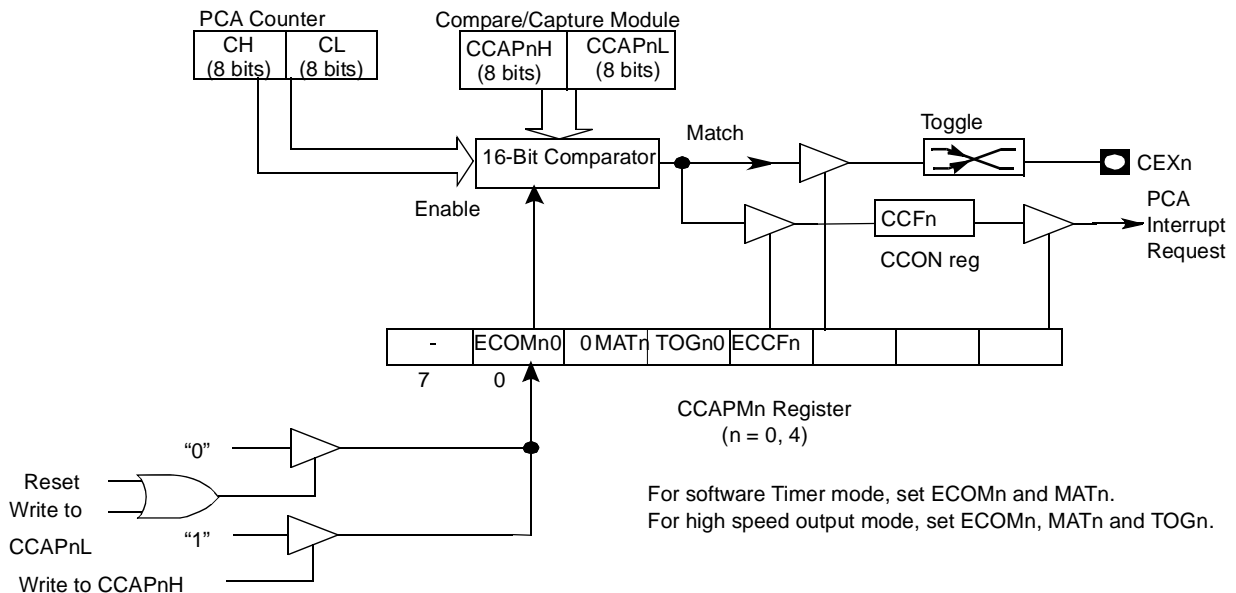 PCA Counter
CH
(8 bits)
CL
(8 bits)
Compare/Capture Module
CCAPnH
(8 bits)
CCAPnL
(8 bits)
16-Bit Comparator
Match
Toggle
CEXn
Enable
CCFn
CCON reg
PCA
Interrupt
Request
- ECOMn0 0 MATn TOGn0 ECCFn
7 0
CCAPMn Register
(n = 0, 4)
“0”
Reset
Write to
CCAPnL
“1”
Write to CCAPnH
For software Timer mode, set ECOMn and MATn.
For high speed output mode, set ECOMn, MATn and TOGn.